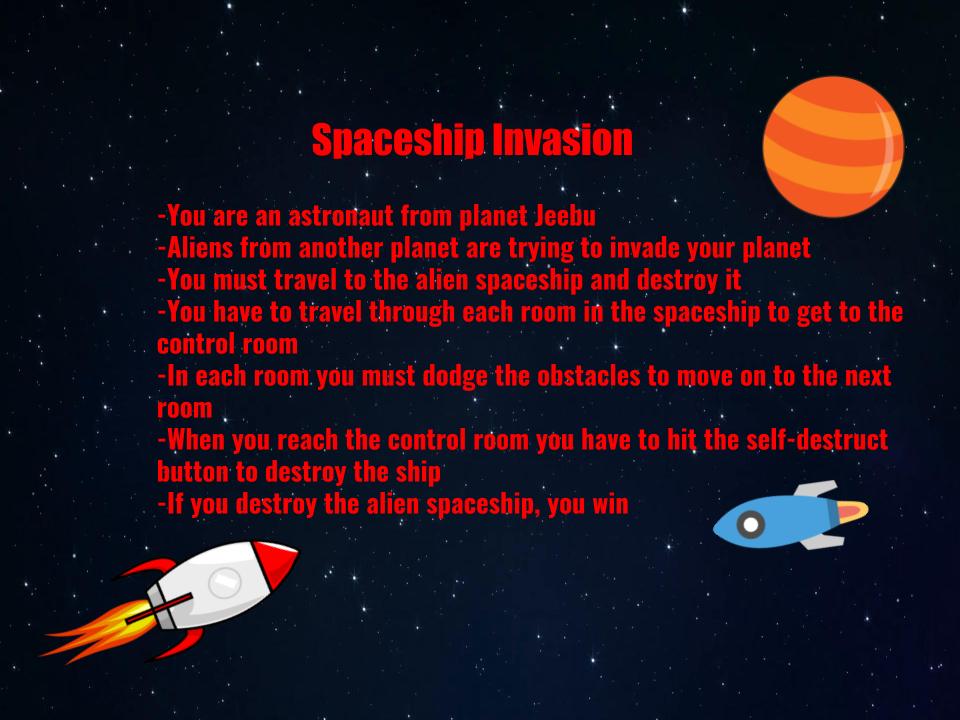 Spaceship Invasion
-You are an astronaut from planet Jeebu
-Aliens from another planet are trying to invade your planet
-You must travel to the alien spaceship and destroy it
-You have to travel through each room in the spaceship to get to the
control room
-In each room you must dodge the obstacles to move on to the next
room
-When you reach the control room you have to hit the self-destruct
button to destroy the ship
-If you destroy the alien spaceship, you win